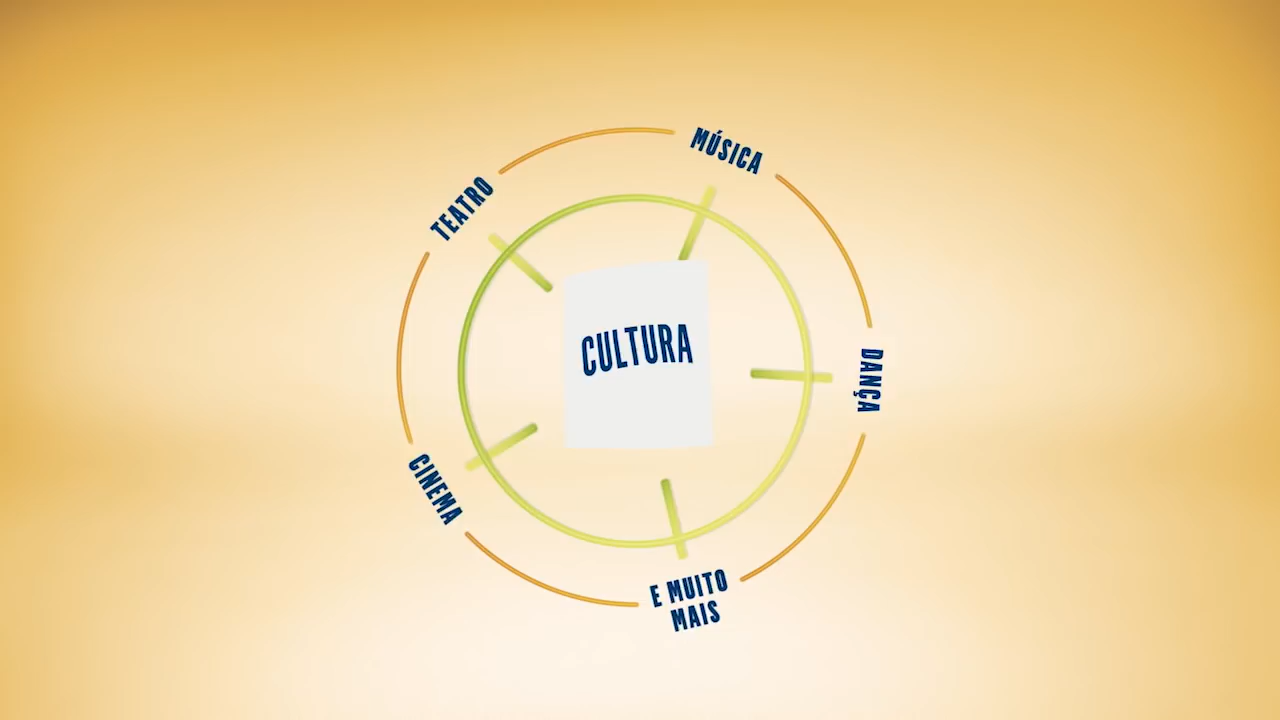 MÚSICA
TEATRO
CULTURA
DANÇA
CINEMA
E MUITO
MAIS